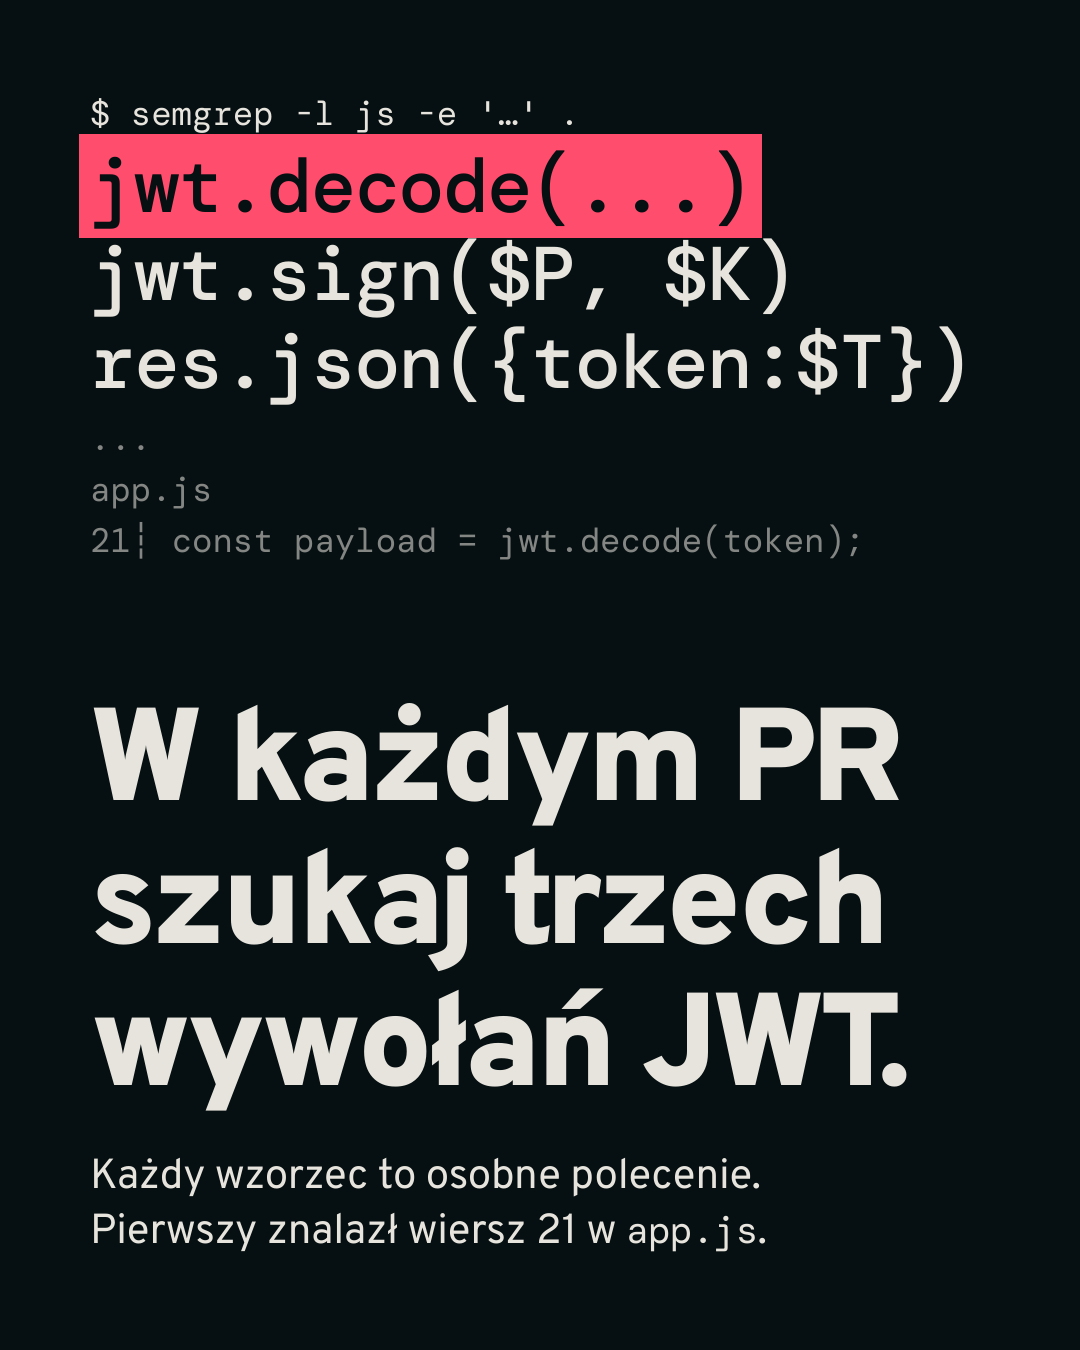 $ semgrep -l js -e '…' .
jwt.decode(...)
jwt.sign($P, $K)
res.json({token:$T})
...
app.js
21┆ const payload = jwt.decode(token);
W każdym PR
szukaj trzech
wywołań JWT.
Każdy wzorzec to osobne polecenie.
Pierwszy znalazł wiersz 21 w app.js.